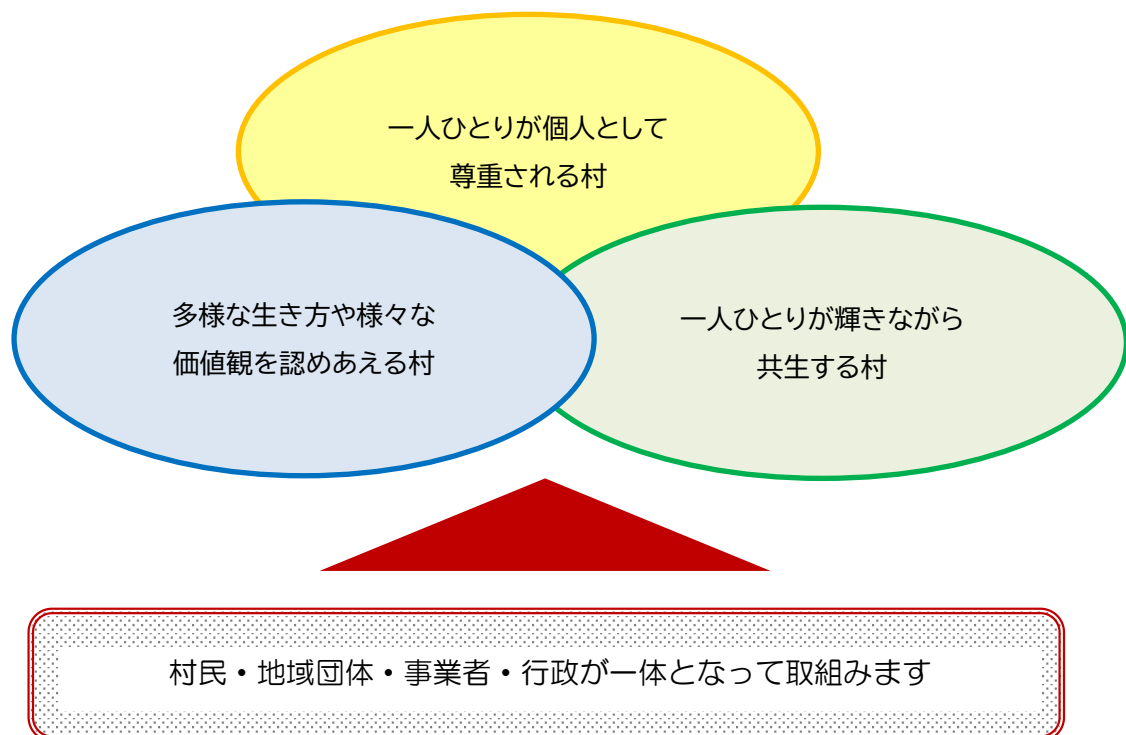 一人ひとりが個人として
尊重される村
多様な生き方や様々な
価値観を認めあえる村
一人ひとりが輝きながら
共生する村
村民・地域団体・事業者・行政が一体となって取組みます